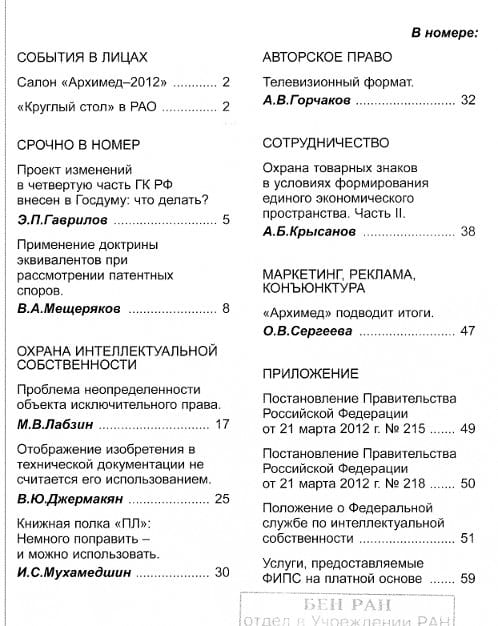 В номере:
СОБЫТИЯ В ЛИЦАХ
Салон «Архимед–2012» ............ 2
«Круглый стол» в РАО ............... 2
СРОЧНО В НОМЕР
Проект изменений
в четвертую часть ГК РФ
внесен в Госдуму: что делать?
Э.П.Гаврилов ............................ 5
Применение доктрины
эквивалентов при
рассмотрении патентных
споров.
В.А.Мещеряков ........................ 8
ОХРАНА ИНТЕЛЛЕКТУАЛЬНОЙ
СОБСТВЕННОСТИ
Проблема неопределенности
объекта исключительного права.
М.В.Лабзин ............................. 17
Отображение изобретения в
технической документации не
считается его использованием.
В.Ю.Джермакян ...................... 25
Книжная полка «ПЛ»:
Немного поправить –
и можно использовать.
И.С.Мухамедшин ................... 30
АВТОРСКОЕ ПРАВО
Телевизионный формат.
А.В.Горчаков ........................... 32
СОТРУДНИЧЕСТВО
Охрана товарных знаков
в условиях формирования
единого экономического
пространства. Часть II.
А.Б.Крысанов ......................... 38
МАРКЕТИНГ, РЕКЛАМА,
КОНЪЮНКТУРА
«Архимед» подводит итоги.
О.В.Сергеева .......................... 47
ПРИЛОЖЕНИЕ
Постановление Правительства
Российской Федерации
от 21 марта 2012 г. № 215 ....... 49
Постановление Правительства
Российской Федерации
от 21 марта 2012 г. № 218 ....... 50
Положение о Федеральной
службе по интеллектуальной
собственности ......................... 51
Услуги, предоставляемые
ФИПС на платной основе ....... 59
БЕН РАН
отдел в Учреждении РАН